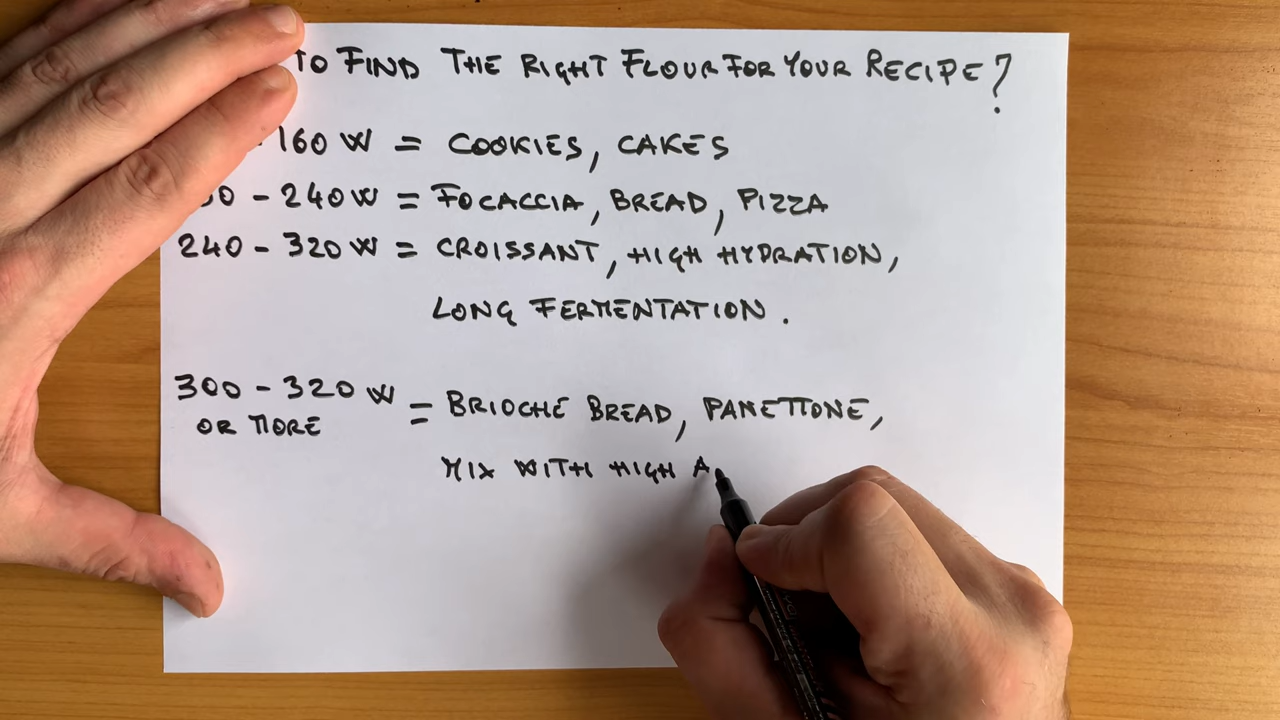 TO FIND THE RIGHT FLOUR FOR YOUR RECIPE?
160 W = COOKIES, CAKES
0 - 240 W = FOCACCIA, BREAD, PIZZA
240 - 320 W = CROISSANT, HIGH HYDRATION,
LONG FERMENTATION.
300 - 320 W
OR MORE
= BRIOCHE BREAD, PANETTONE,
MIX WITH HIGH A